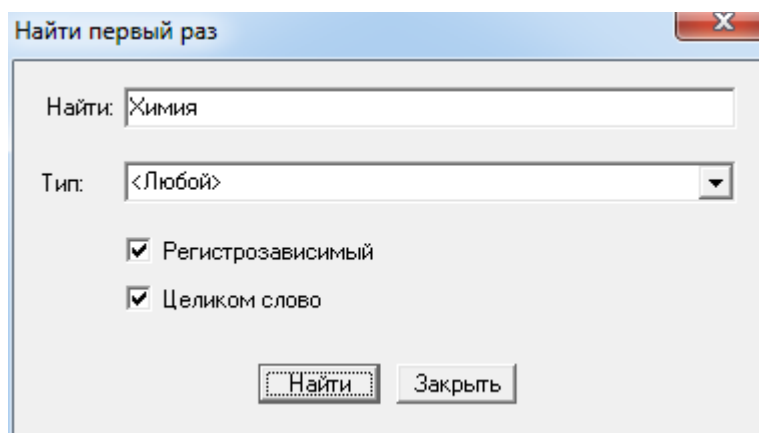 Найти первый раз
Найти: Химия
Тип: <Любой>
Регистрозависимый
Целиком слово
Найти Закрыть